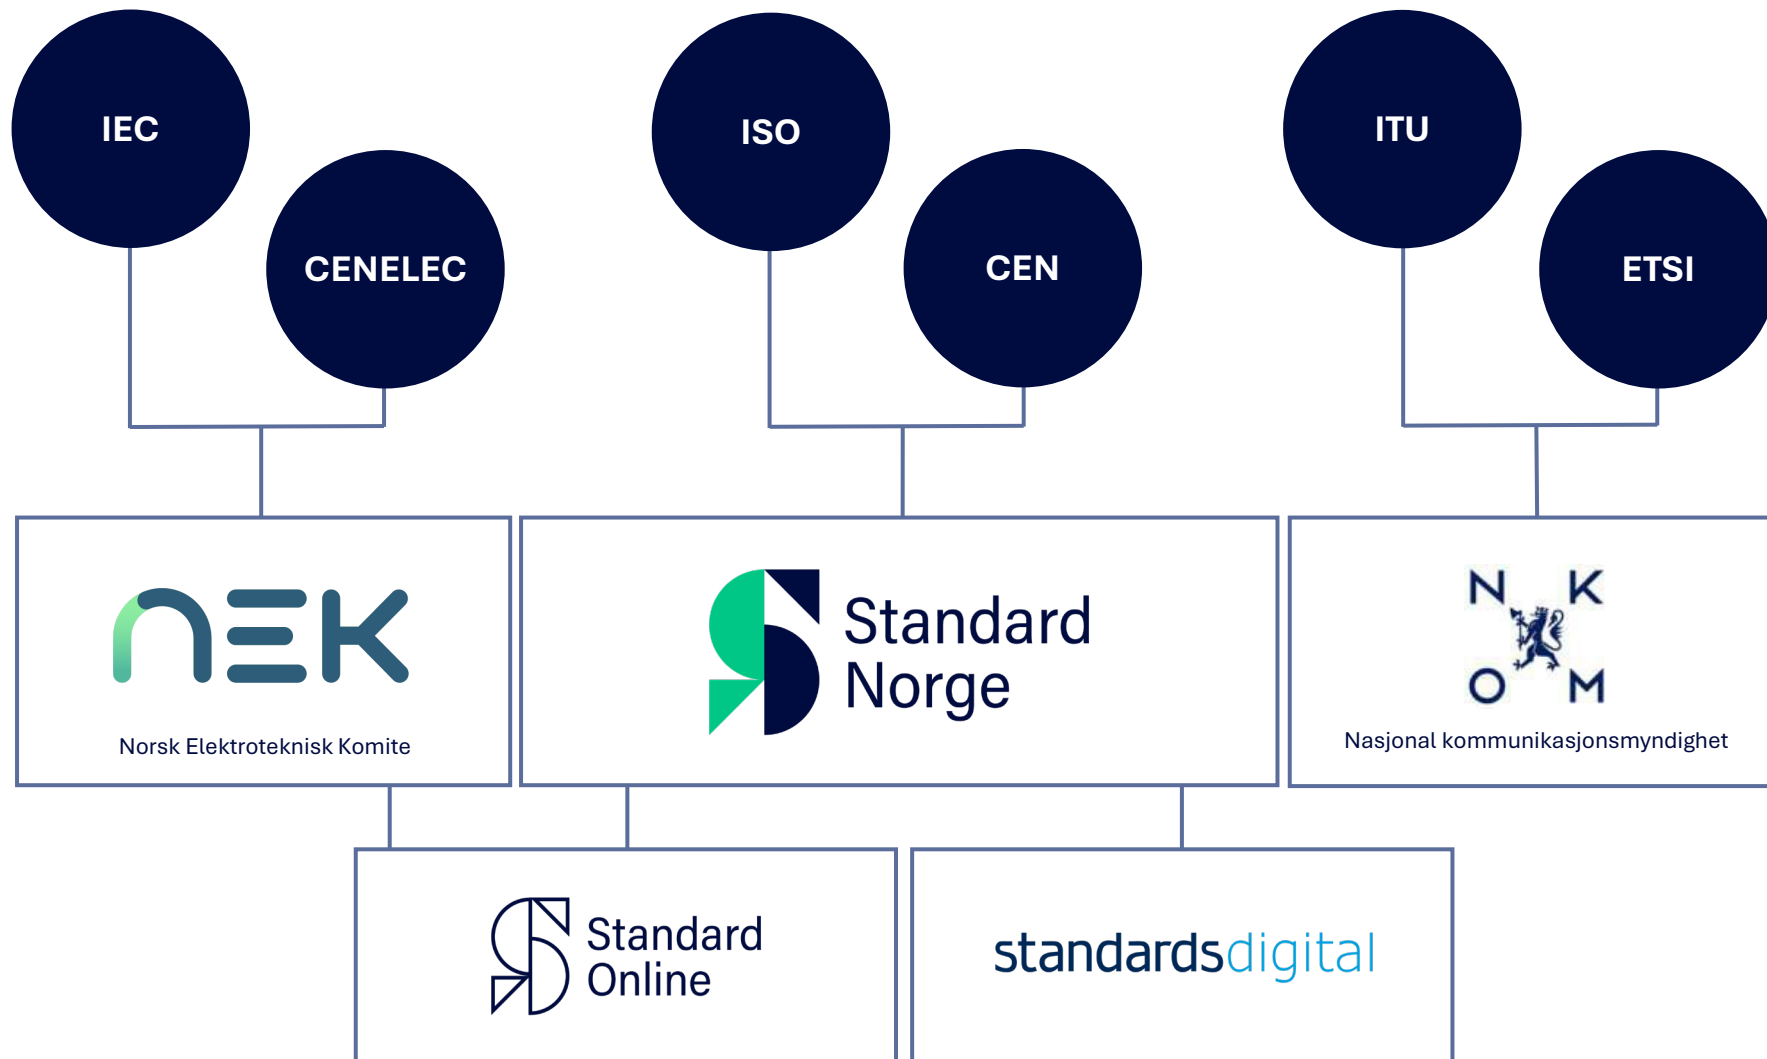 IEC
CENELEC
ISO
CEN
ITU
ETSI
nEK
Norsk Elektroteknisk Komite
Standard
Norge
N K
O M
Nasjonal kommunikasjonsmyndighet
Standard
Online
standardsdigital